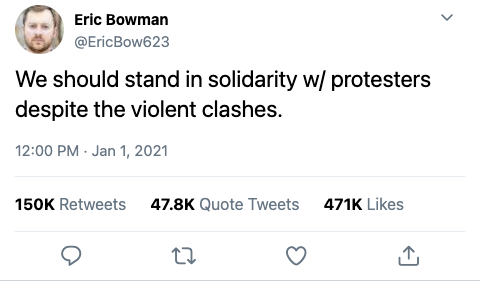 Eric Bowman
@EricBow623
We should stand in solidarity w/ protesters
despite the violent clashes.
12:00 PM · Jan 1, 2021
150K Retweets 47.8K Quote Tweets 471K Likes